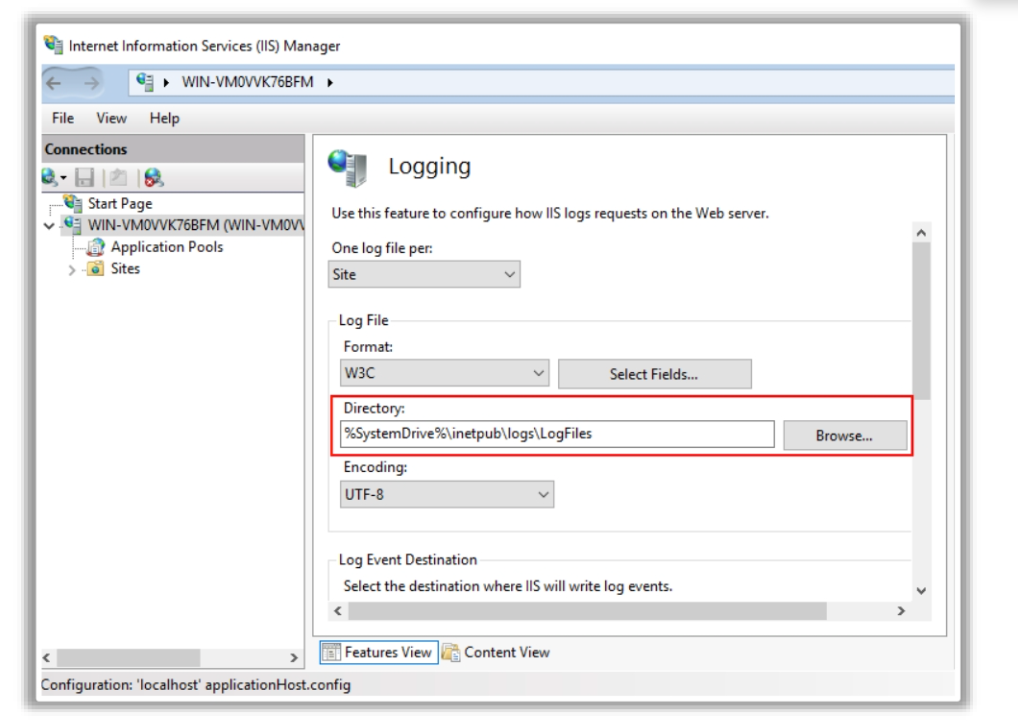 Internet Information Services (IIS) Manager
WIN-VM0VVK76BFM
File View Help
Connections
Start Page
WIN-VM0VVK76BFM (WIN-VM0V
Application Pools
Sites
Logging
Use this feature to configure how IIS logs requests on the Web server.
One log file per:
Site
Log File
Format:
W3C
Select Fields...
Directory:
%SystemDrive%\inetpub\logs\LogFiles
Browse...
Encoding:
UTF-8
Log Event Destination
Select the destination where IIS will write log events.
Features View Content View
Configuration: 'localhost' applicationHost.config